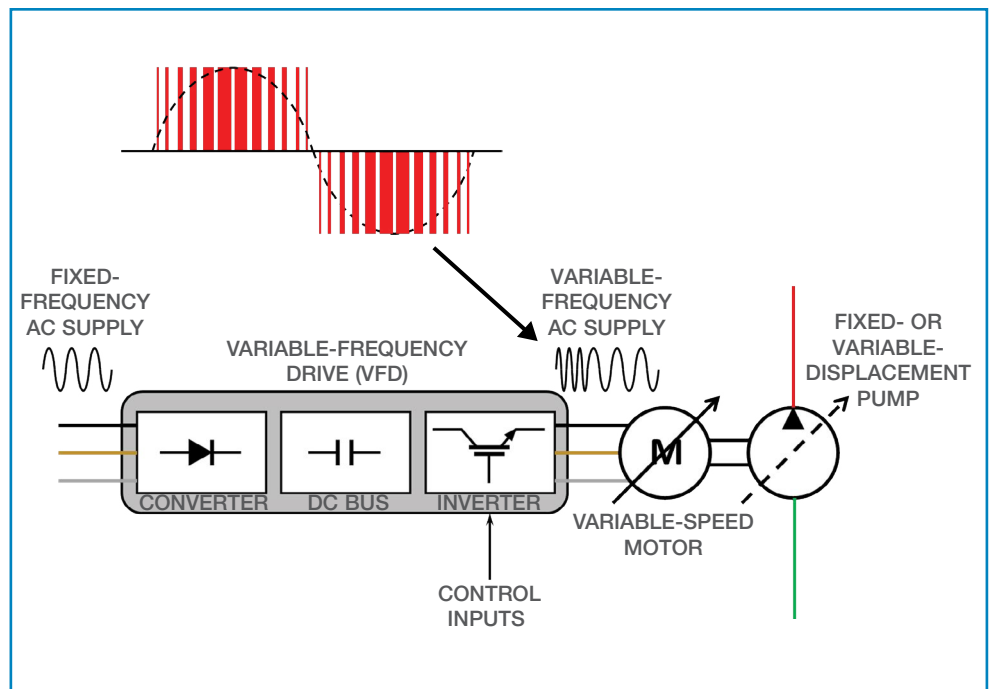 FIXED-
FREQUENCY
AC SUPPLY
VARIABLE-FREQUENCY
DRIVE (VFD)
VARIABLE-
FREQUENCY
AC SUPPLY
FIXED- OR
VARIABLE-
DISPLACEMENT
PUMP
CONVERTER
DC BUS
INVERTER
M
VARIABLE-SPEED
MOTOR
CONTROL
INPUTS